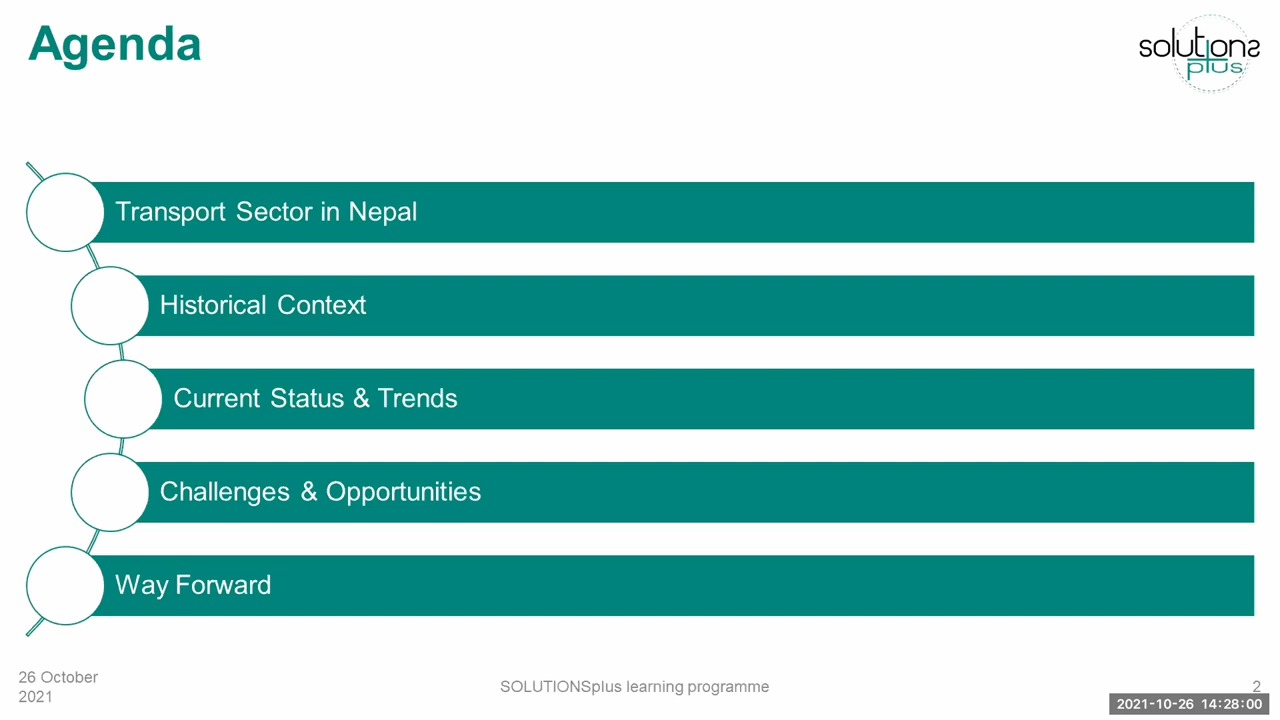 Agenda
solutions
plus
Transport Sector in Nepal
Historical Context
Current Status & Trends
Challenges & Opportunities
Way Forward
26 October
2021
SOLUTIONSplus learning programme
2
2021-10-26 14:28:00